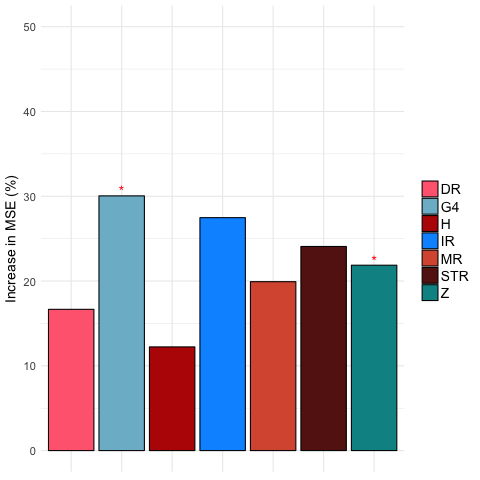 Increase in MSE (%)
50
40
30
20
10
0
*
*
DR
G4
H
IR
MR
STR
Z